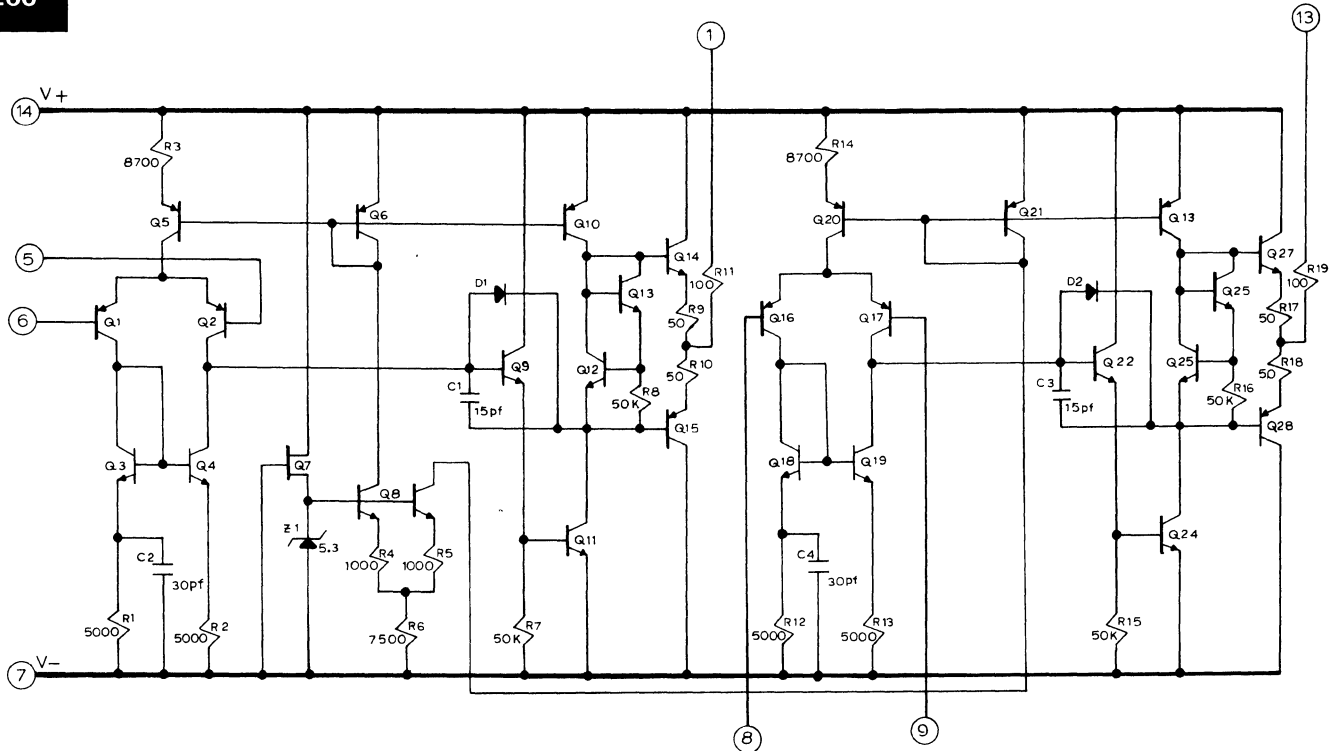 1
13
14
V+
R3
8700
R14
8700
Q5
Q6
Q10
Q20
Q21
Q13
Q14
Q27
5
R11
100
R19
100
D1
Q13
R9
50
D2
Q25
R17
50
6
Q1
Q2
Q16
Q17
Q9
Q12
R10
50
Q22
Q25
R18
50
C1
15pf
R8
50K
Q15
C3
15pf
R16
50K
Q28
Q3
Q4
Q7
Q8
Q18
Q19
Z1
5.3
Q11
Q24
C2
30pf
R4
1000
R5
1000
C4
30pf
R1
5000
R2
5000
R6
7500
R7
50K
R12
5000
R13
5000
R15
50K
7
V-
8
9